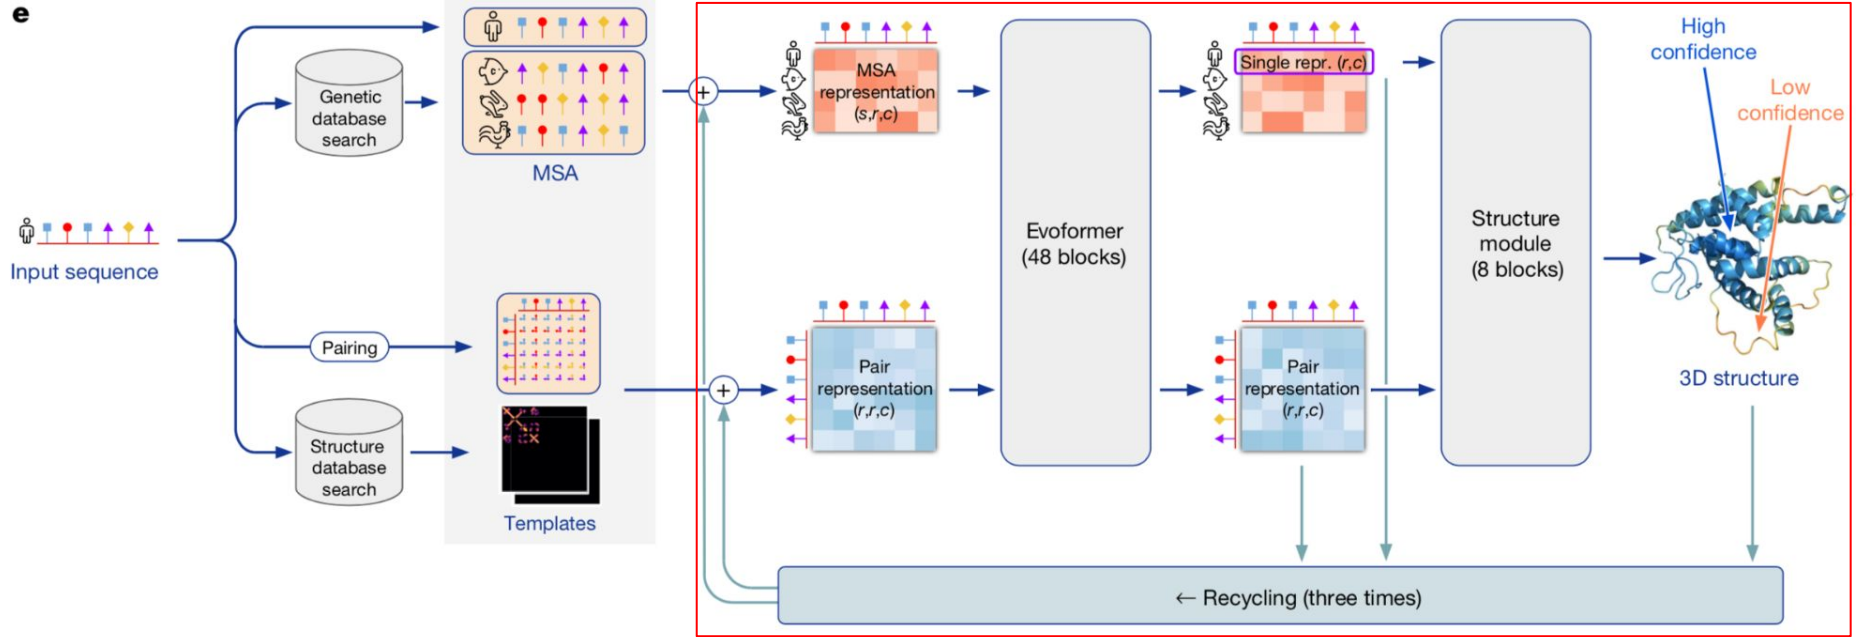 e
Input sequence
Genetic
database
search
MSA
Pairing
Structure
database
search
Templates
+
+
MSA
representation
(s,r,c)
Pair
representation
(r,r,c)
Evoformer
(48 blocks)
Single repr. (r,c)
Pair
representation
(r,r,c)
Structure
module
(8 blocks)
High
confidence
Low
confidence
3D structure
← Recycling (three times)